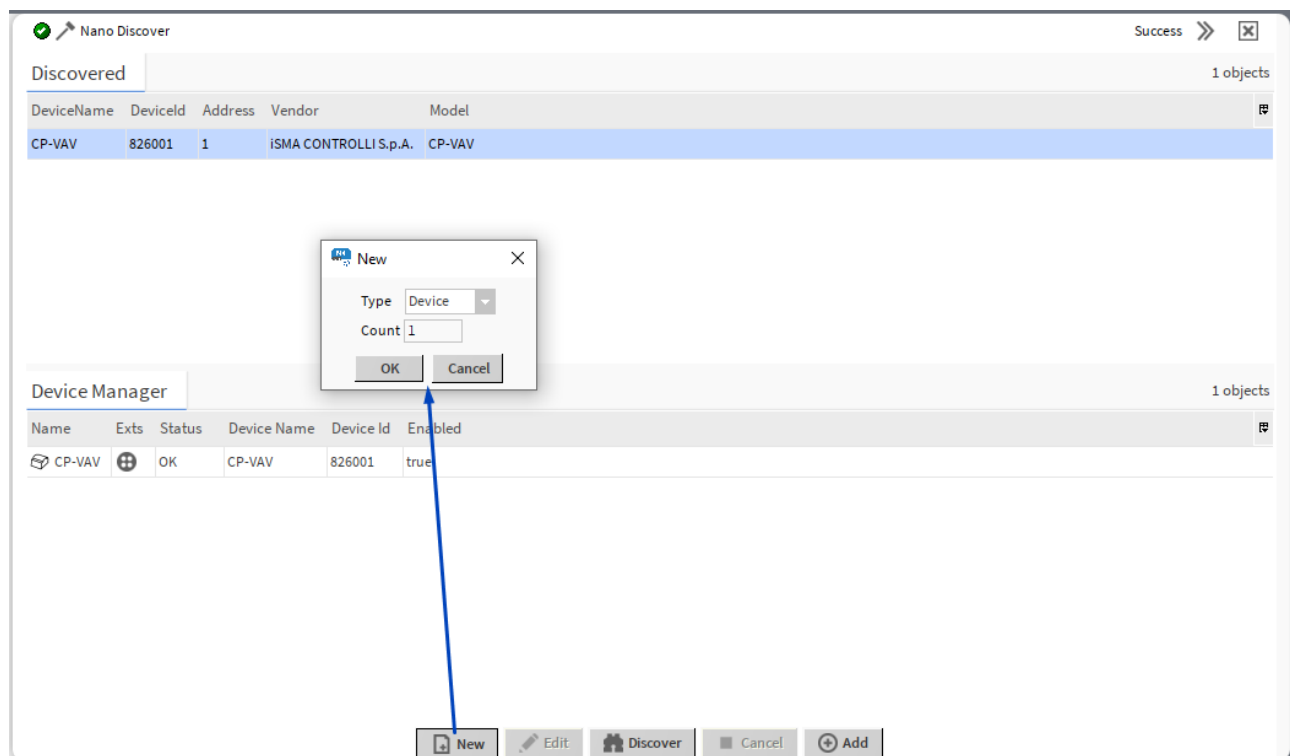 Nano Discover Success
Discovered 1 objects
DeviceName DeviceId Address Vendor Model
CP-VAV 826001 1 iSMA CONTROLLI S.p.A. CP-VAV
New
Type Device
Count 1
OK Cancel
Device Manager 1 objects
Name Exts Status Device Name Device Id Enabled
CP-VAV OK CP-VAV 826001 true
New Edit Discover Cancel Add